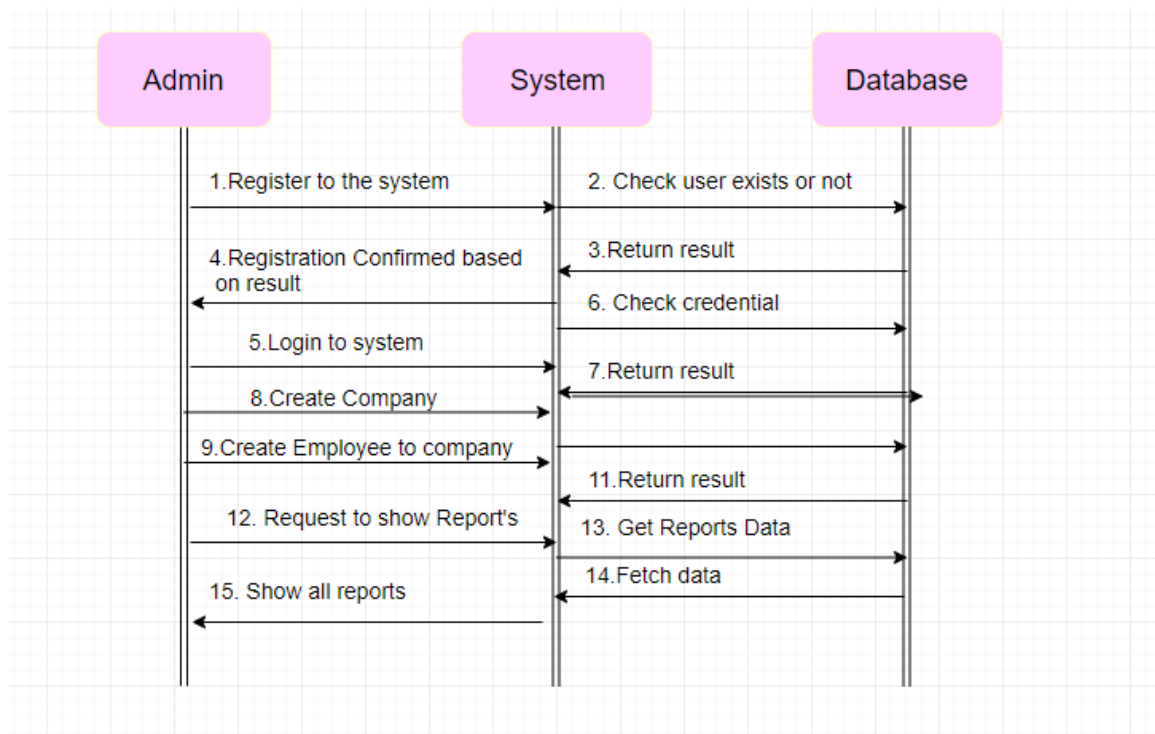 Admin
System
Database
1.Register to the system
2. Check user exists or not
3.Return result
4.Registration Confirmed based
on result
6. Check credential
5.Login to system
7.Return result
8.Create Company
9.Create Employee to company
11.Return result
12. Request to show Report's
13. Get Reports Data
14.Fetch data
15. Show all reports